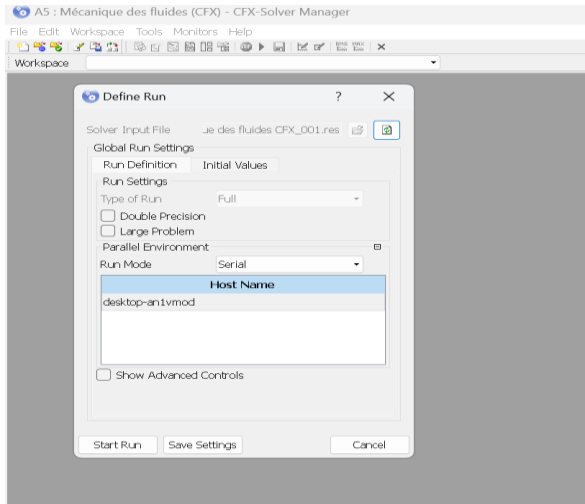 A5 : Mécanique des fluides (CFX) - CFX-Solver Manager
File Edit Workspace Tools Monitors Help
Workspace
Define Run ?
Solver Input File ue des fluides CFX_001.res
Global Run Settings
Run Definition Initial Values
Run Settings
Type of Run Full
Double Precision
Large Problem
Parallel Environment
Run Mode Serial
Host Name
desktop-an1vmod
Show Advanced Controls
Start Run Save Settings Cancel